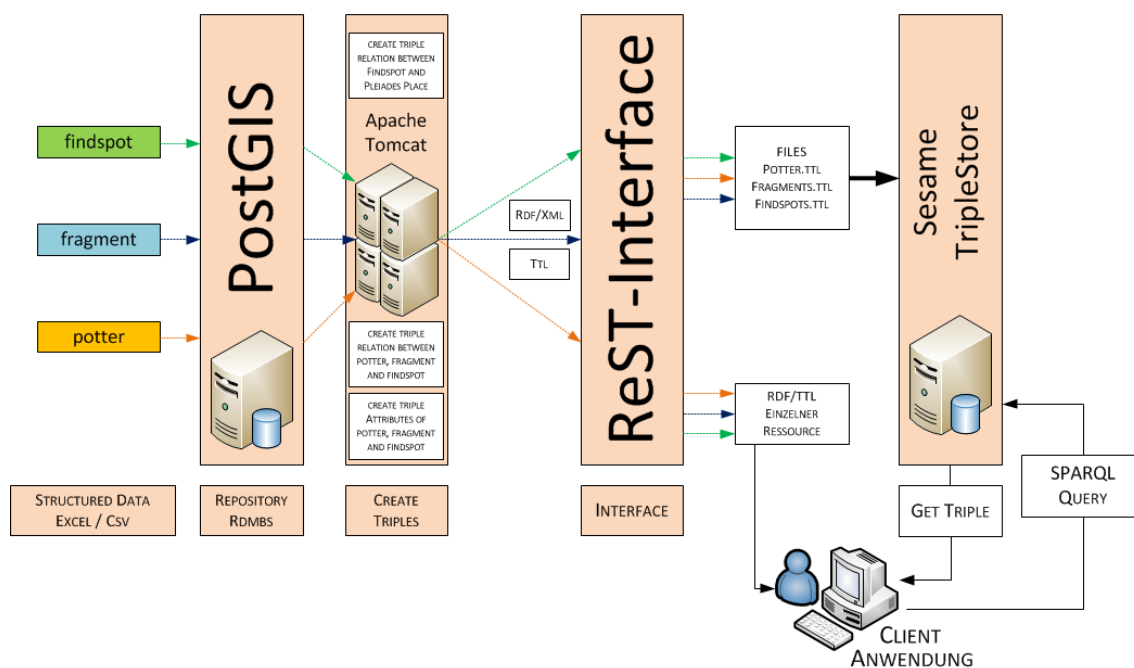 findspot
fragment
potter
STRUCTURED DATA
EXCEL / CSV
PostGIS
REPOSITORY
RDMBS
CREATE TRIPLE
RELATION BETWEEN
FINDSPOT AND
PLEIADES PLACE
Apache
Tomcat
CREATE TRIPLE
RELATION BETWEEN
POTTER, FRAGMENT
AND FINDSPOT
CREATE TRIPLE
ATTRIBUTES OF
POTTER, FRAGMENT
AND FINDSPOT
CREATE
TRIPLES
RDF/XML
TTL
ReST-Interface
INTERFACE
FILES
POTTER.TTL
FRAGMENTS.TTL
FINDSPOTS.TTL
RDF/TTL
EINZELNER
RESSOURCE
Sesame
TripleStore
GET TRIPLE
SPARQL
QUERY
CLIENT
ANWENDUNG